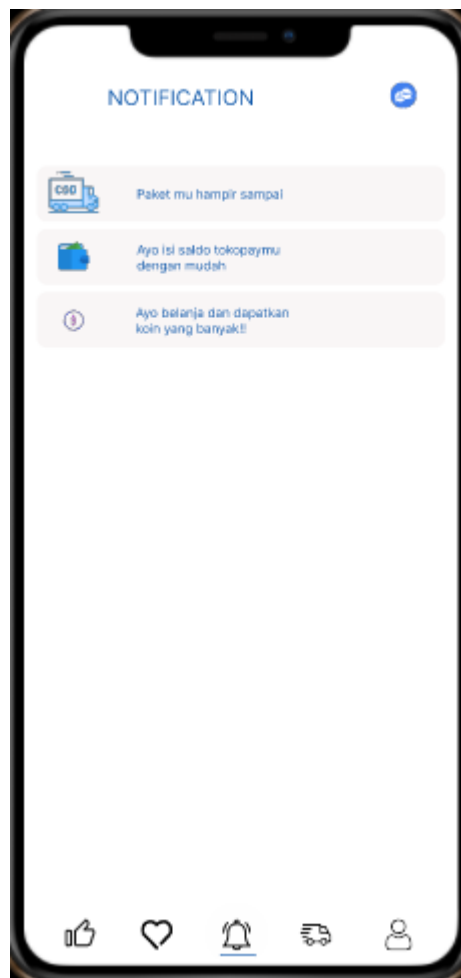 NOTIFICATION
COD
Paket mu hampir sampai
Ayo isi saldo tokopaymu
dengan mudah
Ayo belanja dan dapatkan
koin yang banyak!!